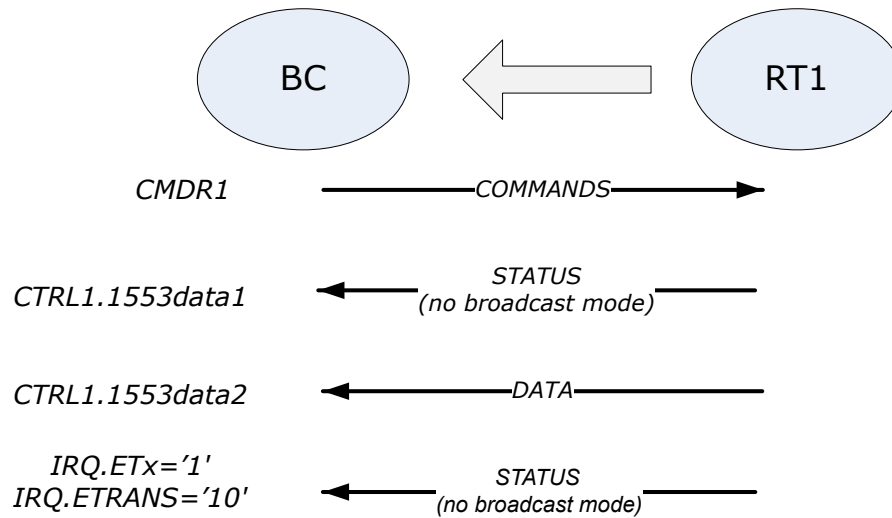 BC
RT1
CMDR1
COMMANDS
CTRL1.1553data1
STATUS
(no broadcast mode)
CTRL1.1553data2
DATA
IRQ.ETx='1'
IRQ.ETRANS='10'
STATUS
(no broadcast mode)